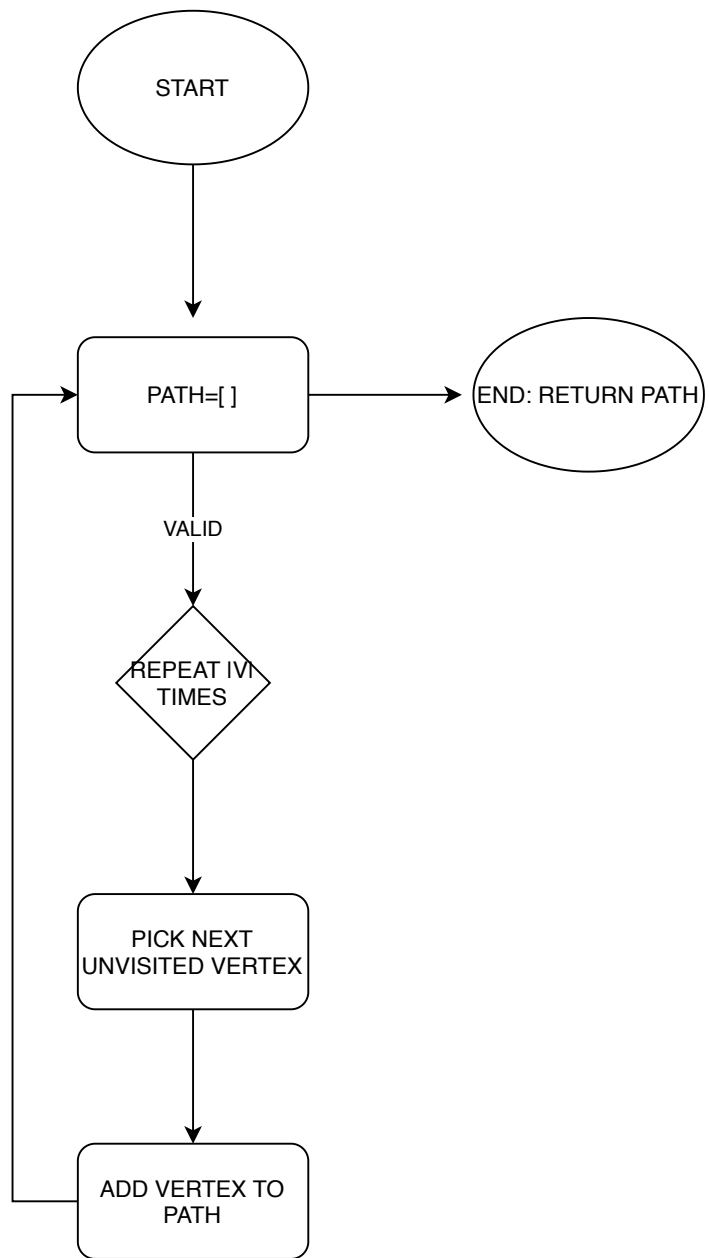 START
PATH=[ ]
END: RETURN PATH
VALID
REPEAT |V|
TIMES
PICK NEXT
UNVISITED VERTEX
ADD VERTEX TO
PATH